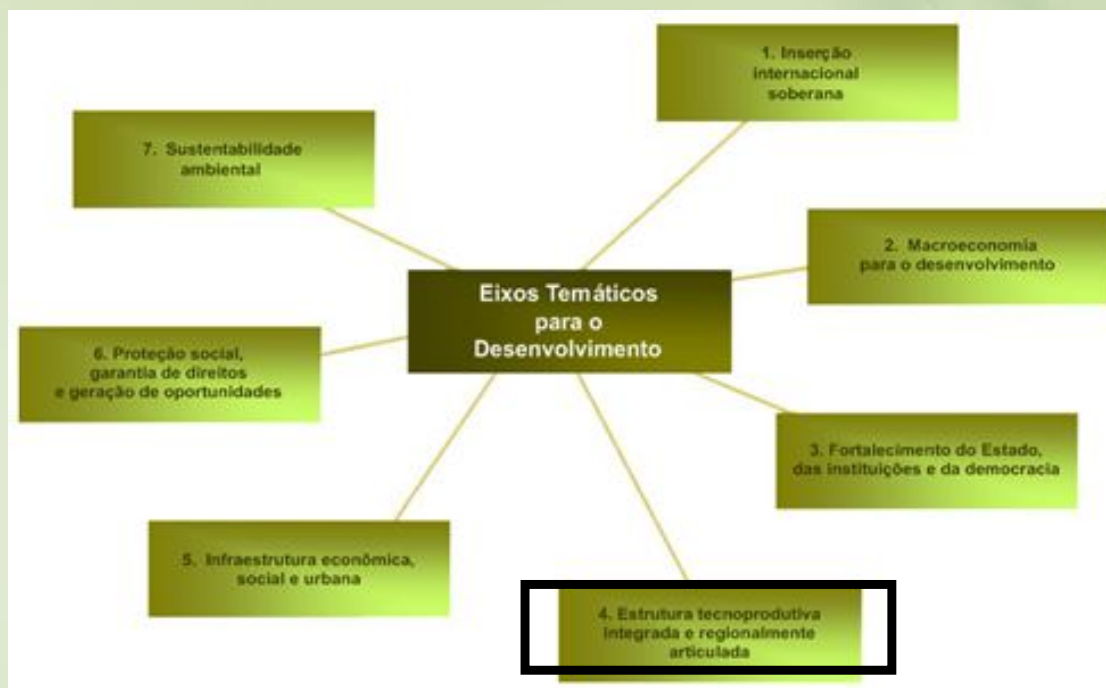 Eixos Temáticos
para o
Desenvolvimento
1. Inserção
internacional
soberana
2. Macroeconomia
para o desenvolvimento
3. Fortalecimento do Estado,
das instituições e da democracia
4. Estrutura tecnoprodutiva
integrada e regionalmente
articulada
5. Infraestrutura econômica,
social e urbana
6. Proteção social,
garantia de direitos
e geração de oportunidades
7. Sustentabilidade
ambiental